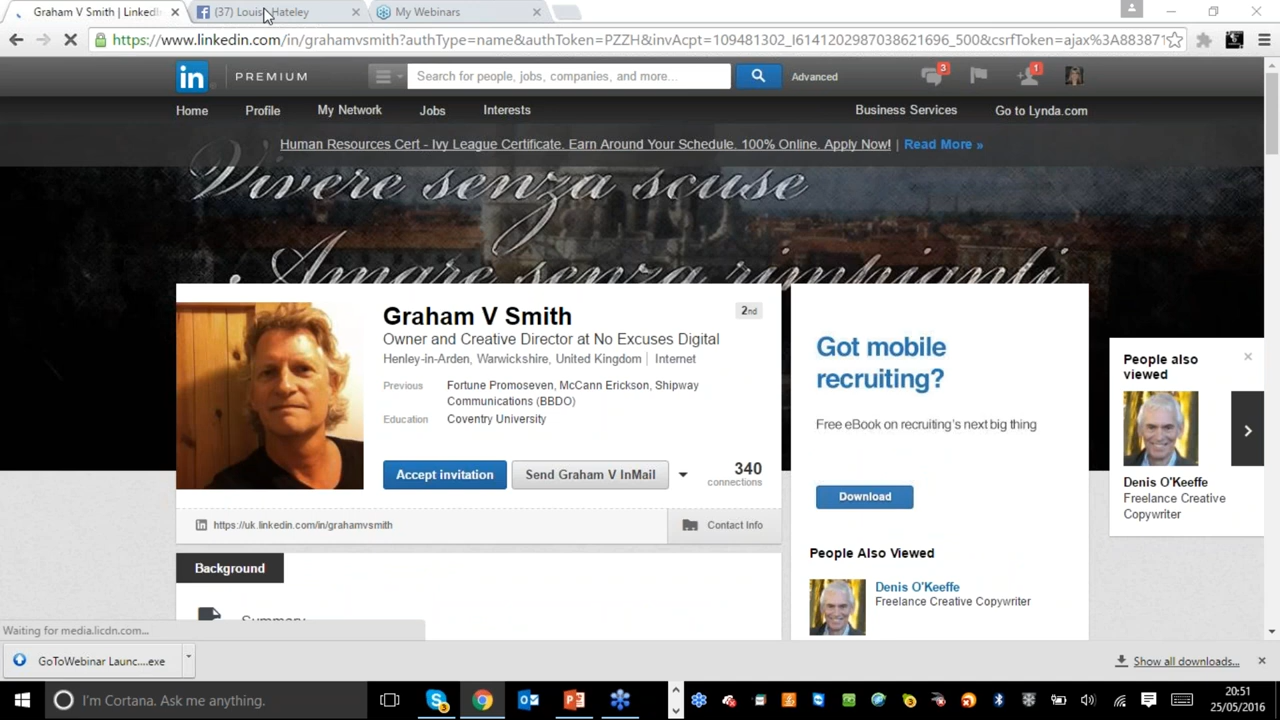 Graham V Smith | LinkedI
(37) Louis Hateley
My Webinars
https://www.linkedin.com/in/grahamvsmith?authType=name&authToken=PZZH&invAcpt=109481302_I6141202987038621696_500&csrfToken=ajax%3A883871
in PREMIUM
Search for people, jobs, companies, and more...
Advanced
3
1
Home Profile My Network Jobs Interests
Business Services Go to Lynda.com
Human Resources Cert - Ivy League Certificate. Earn Around Your Schedule. 100% Online. Apply Now! | Read More »
Vivere senza scuse
. Amare senza rimpianti
Graham V Smith
2nd
Owner and Creative Director at No Excuses Digital
Henley-in-Arden, Warwickshire, United Kingdom | Internet
Previous Fortune Promoseven, McCann Erickson, Shipway
Communications (BBDO)
Education Coventry University
Accept invitation
Send Graham V InMail
340
connections
https://uk.linkedin.com/in/grahamvsmith
Contact Info
Background
Summary
Got mobile
recruiting?
Free eBook on recruiting's next big thing
Download
People Also Viewed
Denis O'Keeffe
Freelance Creative Copywriter
People also
viewed
Denis O'Keeffe
Freelance Creative
Copywriter
Waiting for media.licdn.com...
GoToWebinar Launc....exe
Show all downloads...
I'm Cortana. Ask me anything.
20:51
25/05/2016